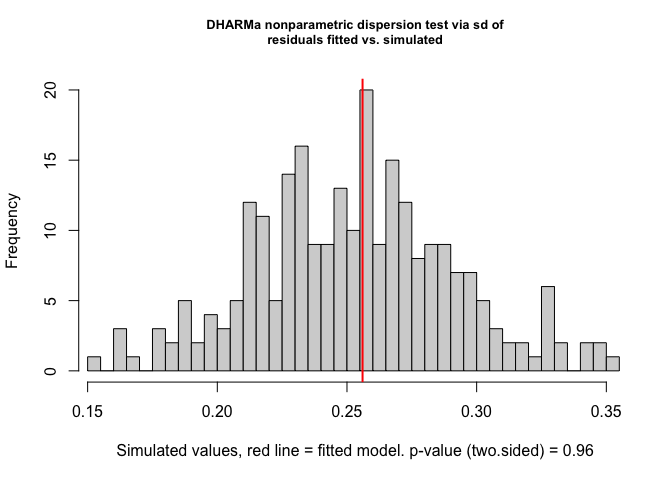 DHARMa nonparametric dispersion test via sd of
residuals fitted vs. simulated
Frequency
20
15
10
5
0
0.15 0.20 0.25 0.30 0.35
Simulated values, red line = fitted model. p-value (two.sided) = 0.96